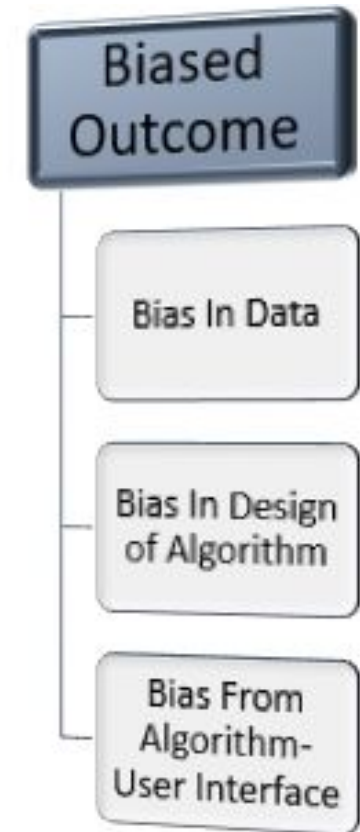 Biased
Outcome
Bias In Data
Bias In Design
of Algorithm
Bias From
Algorithm-
User Interface